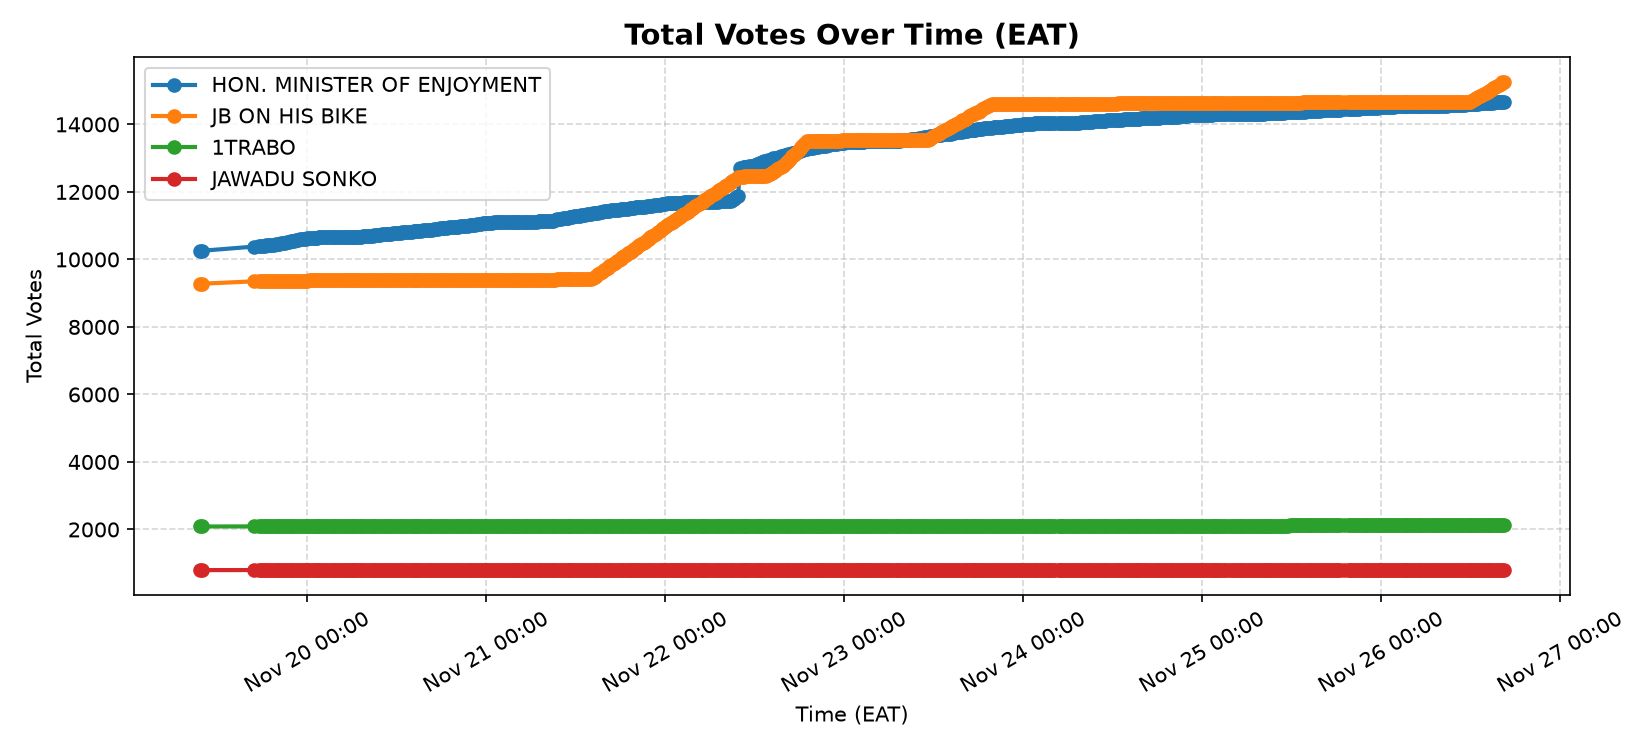 Total Votes Over Time (EAT)
HON. MINISTER OF ENJOYMENT
JB ON HIS BIKE
1TRABO
JAWADU SONKO
Total Votes
14000
12000
10000
8000
6000
4000
2000
Nov 20 00:00
Nov 21 00:00
Nov 22 00:00
Nov 23 00:00
Nov 24 00:00
Nov 25 00:00
Nov 26 00:00
Nov 27 00:00
Time (EAT)